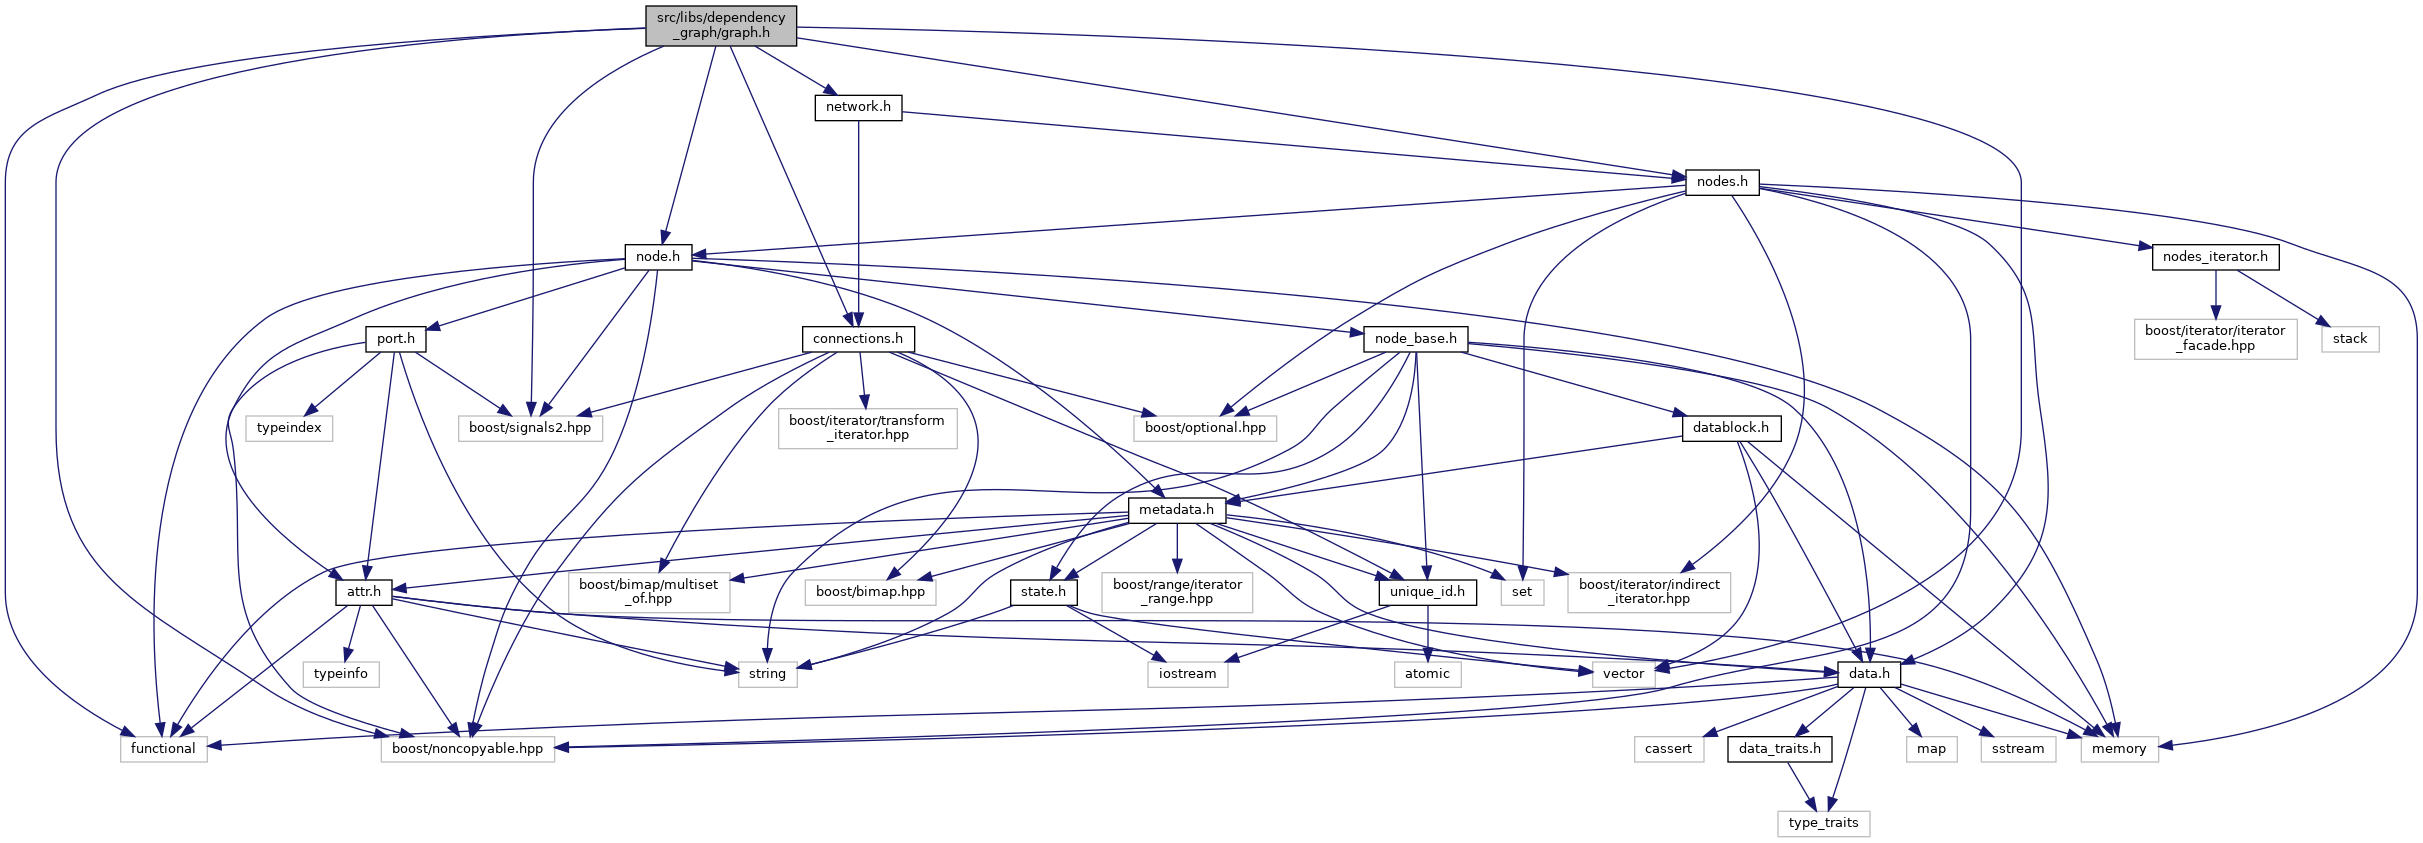 src/libs/dependency
_graph/graph.h
network.h
nodes.h
node.h
nodes_iterator.h
port.h
connections.h
node_base.h
boost/iterator/iterator
_facade.hpp
stack
typeindex
boost/signals2.hpp
boost/iterator/transform
_iterator.hpp
boost/optional.hpp
datablock.h
metadata.h
attr.h
boost/bimap/multiset
_of.hpp
boost/bimap.hpp
state.h
boost/range/iterator
_range.hpp
unique_id.h
set
boost/iterator/indirect
_iterator.hpp
typeinfo
string
iostream
atomic
vector
data.h
functional
boost/noncopyable.hpp
cassert
data_traits.h
map
sstream
memory
type_traits